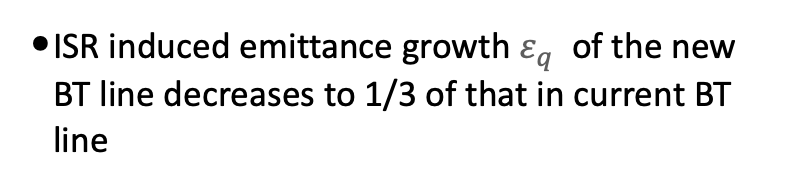 •ISR induced emittance growth ε_q of the new
BT line decreases to 1/3 of that in current BT
line